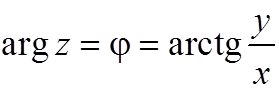 arg z = φ = arctg y/x